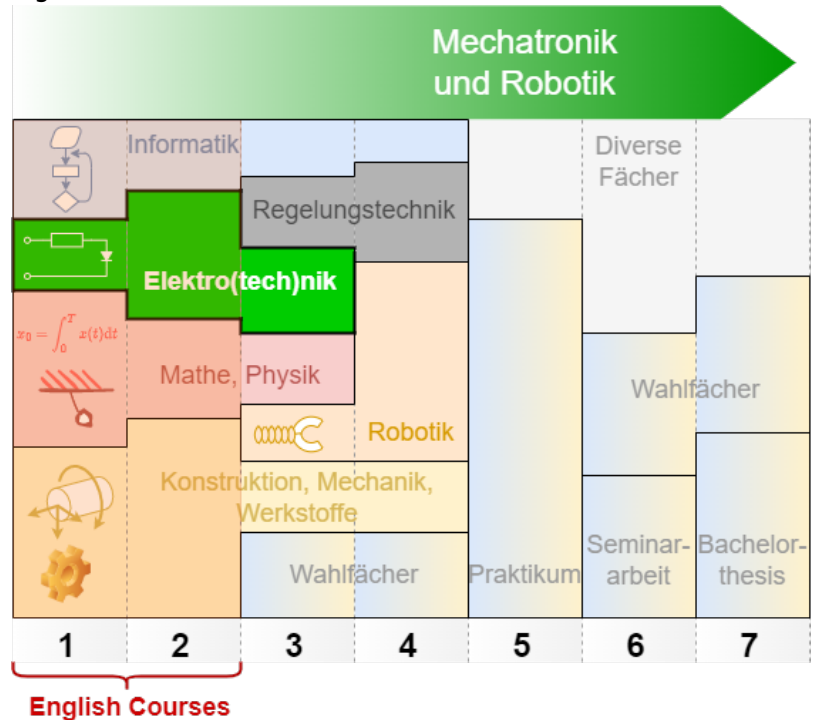 Mechatronik
und Robotik
Informatik
Diverse
Fächer
Regelungstechnik
Elektro(tech)nik
x₀ = ∫₀ᵀ x(t)dt
Mathe, Physik
Wahlfächer
Robotik
Konstruktion, Mechanik,
Werkstoffe
Wahlfächer
Praktikum
Seminar-
arbeit
Bachelor-
thesis
1 2 3 4 5 6 7
English Courses